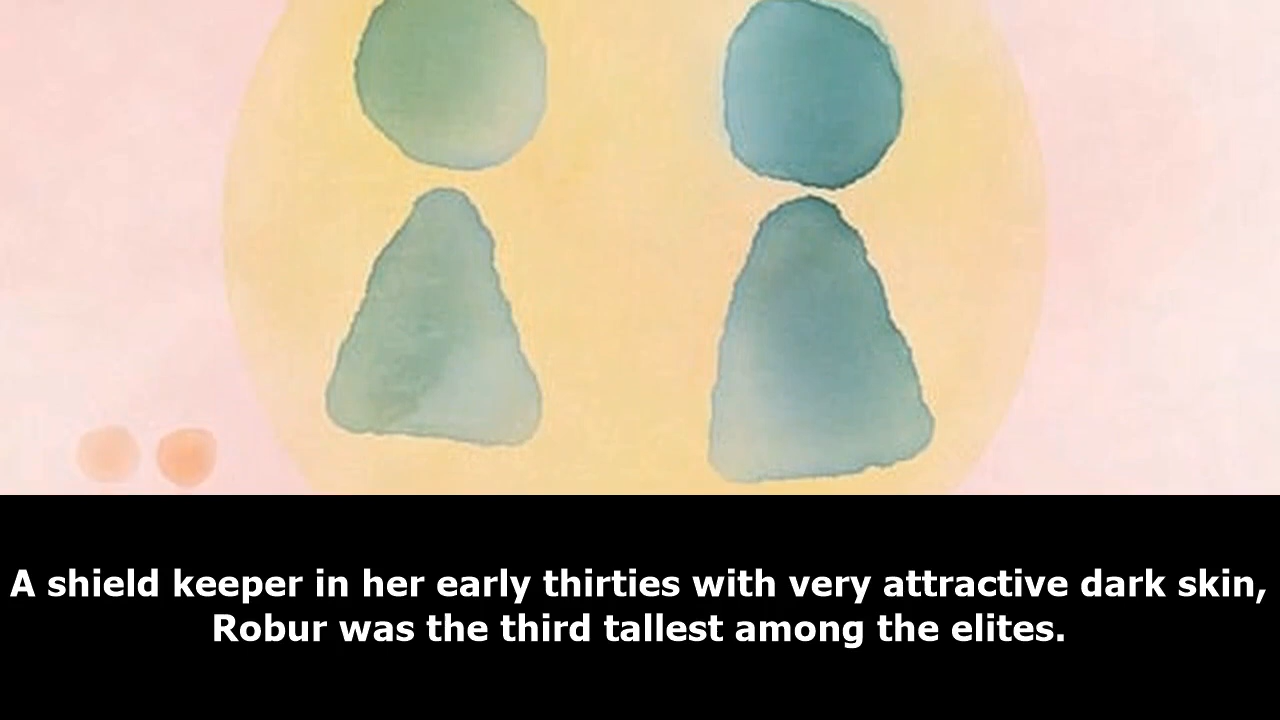 A shield keeper in her early thirties with very attractive dark skin,
Robur was the third tallest among the elites.